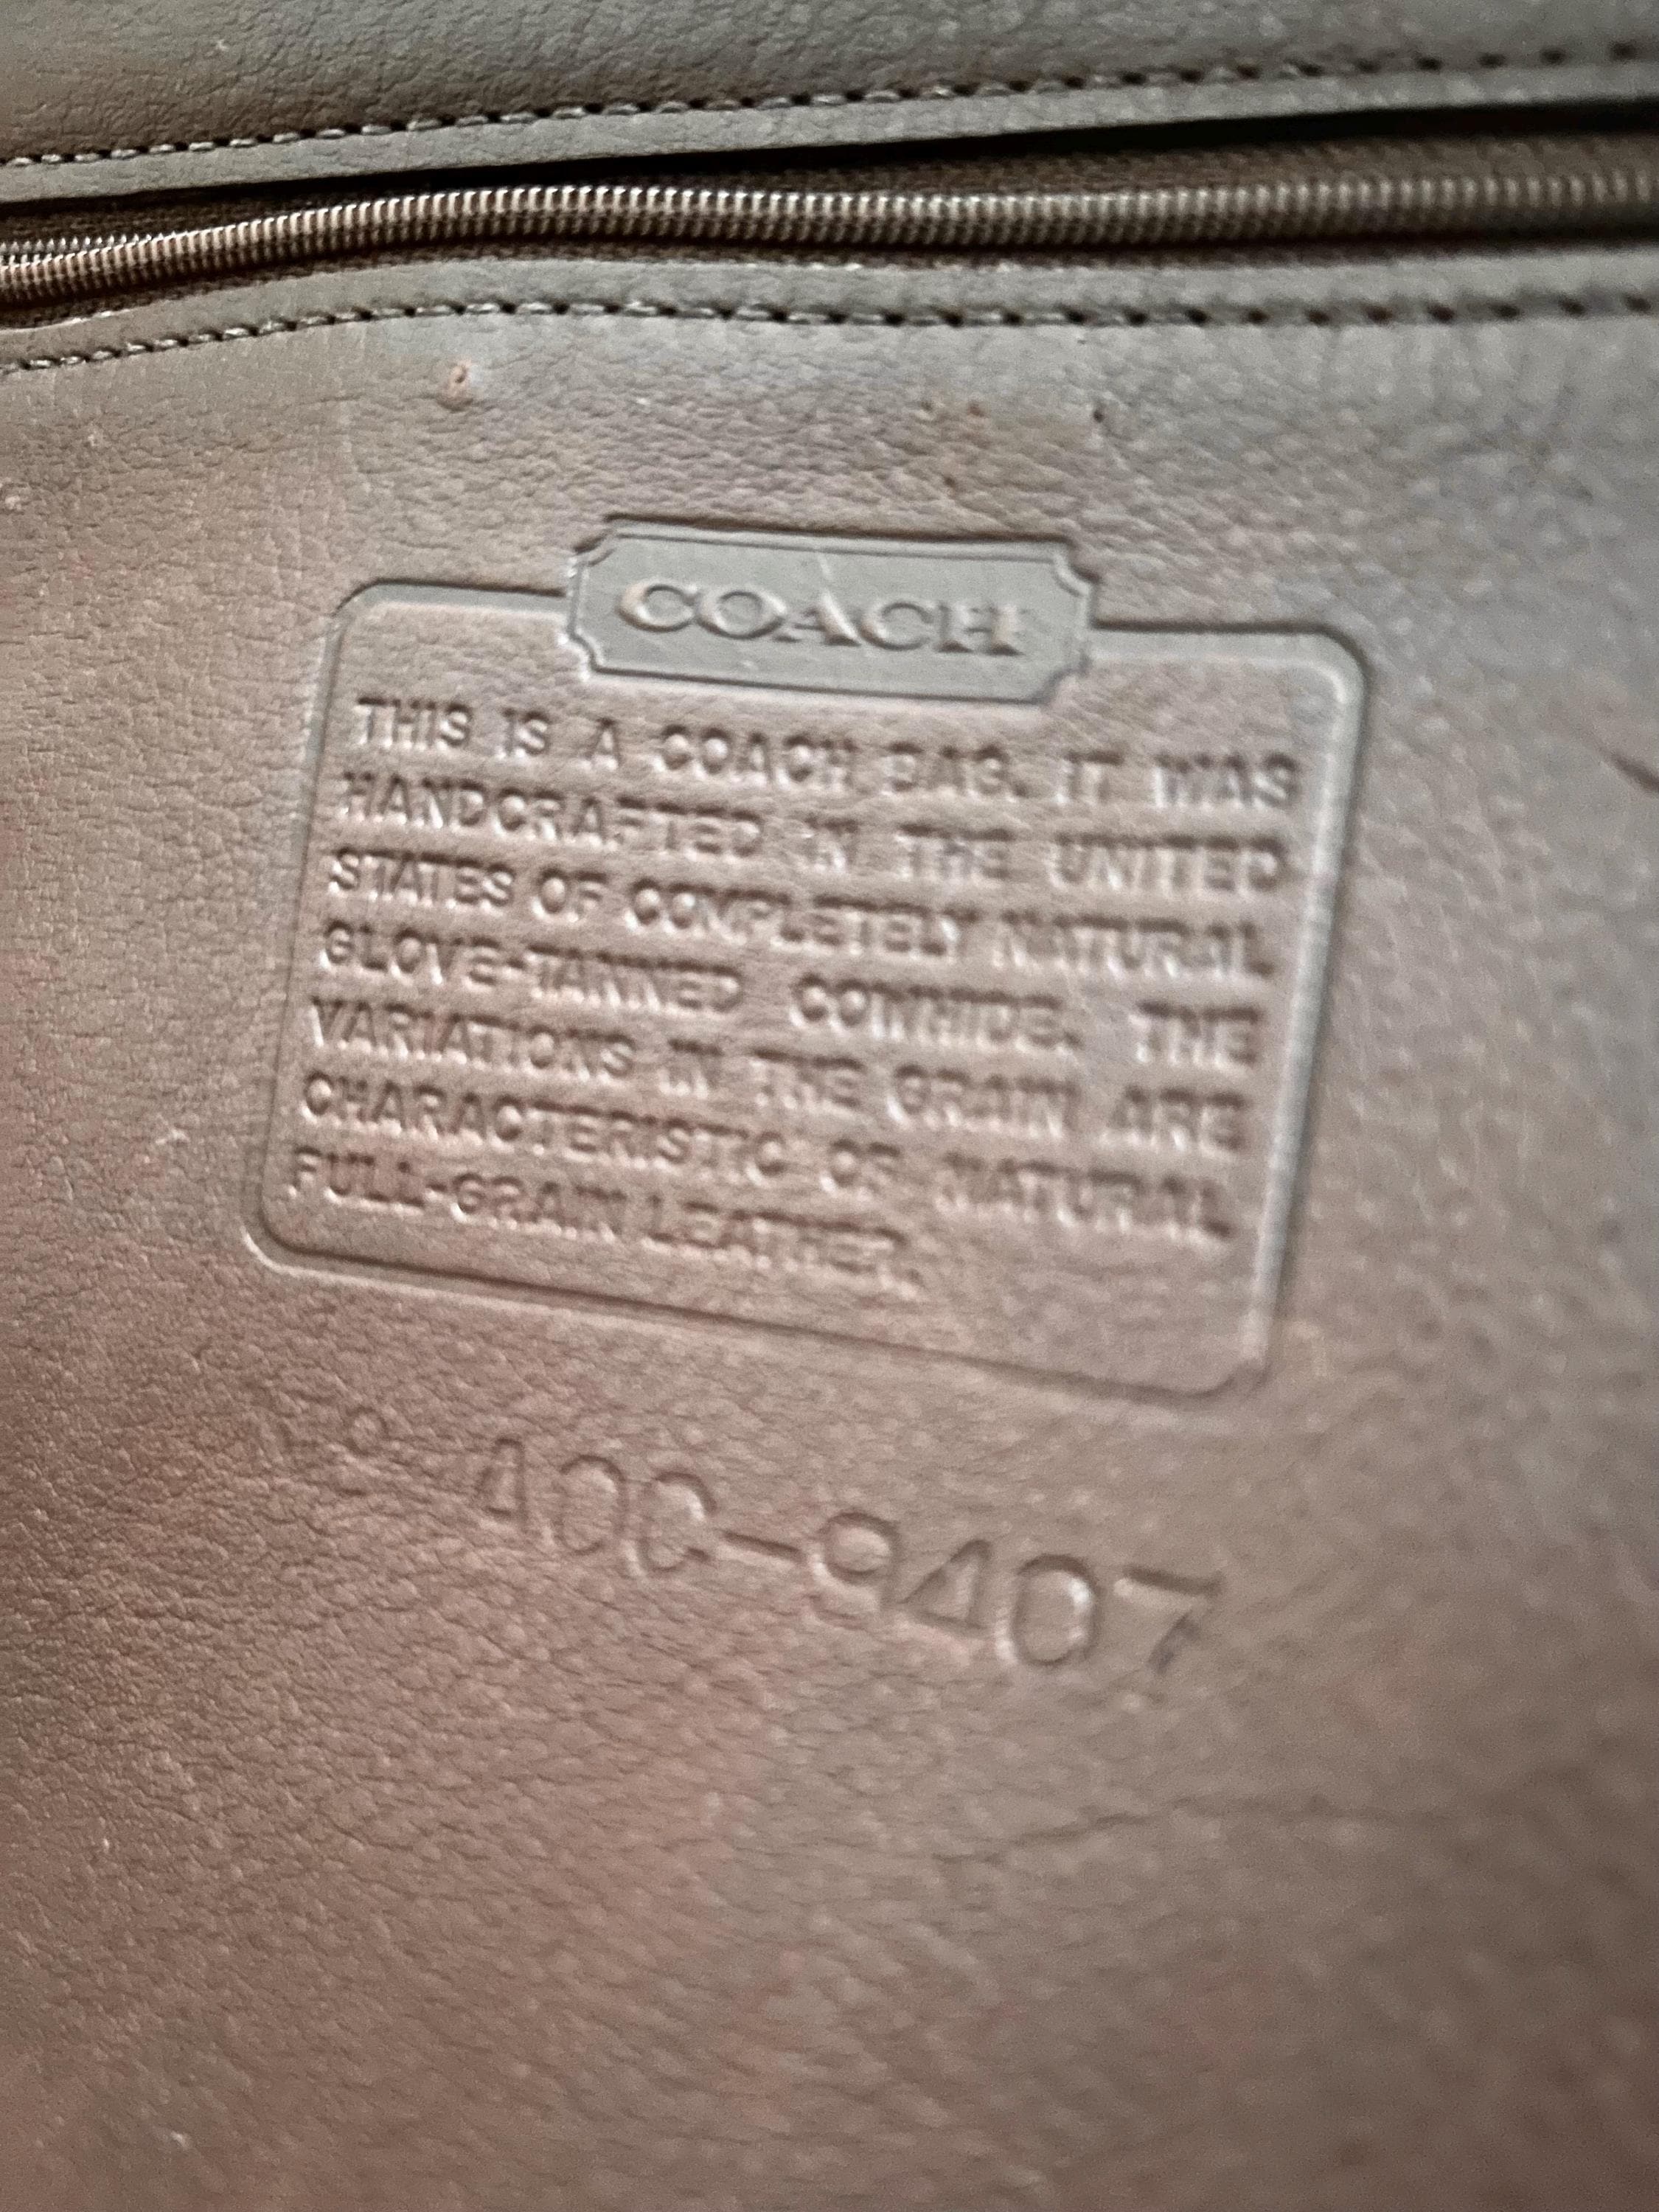 COACH
THIS IS A COACH BAG. IT WAS
HANDCRAFTED IN THE UNITED
STATES OF COMPLETELY NATURAL
GLOVE-TANNED COWHIDE. THE
VARIATIONS IN THE GRAIN ARE
CHARACTERISTIC OF NATURAL
FULL-GRAIN LEATHER.
-9407